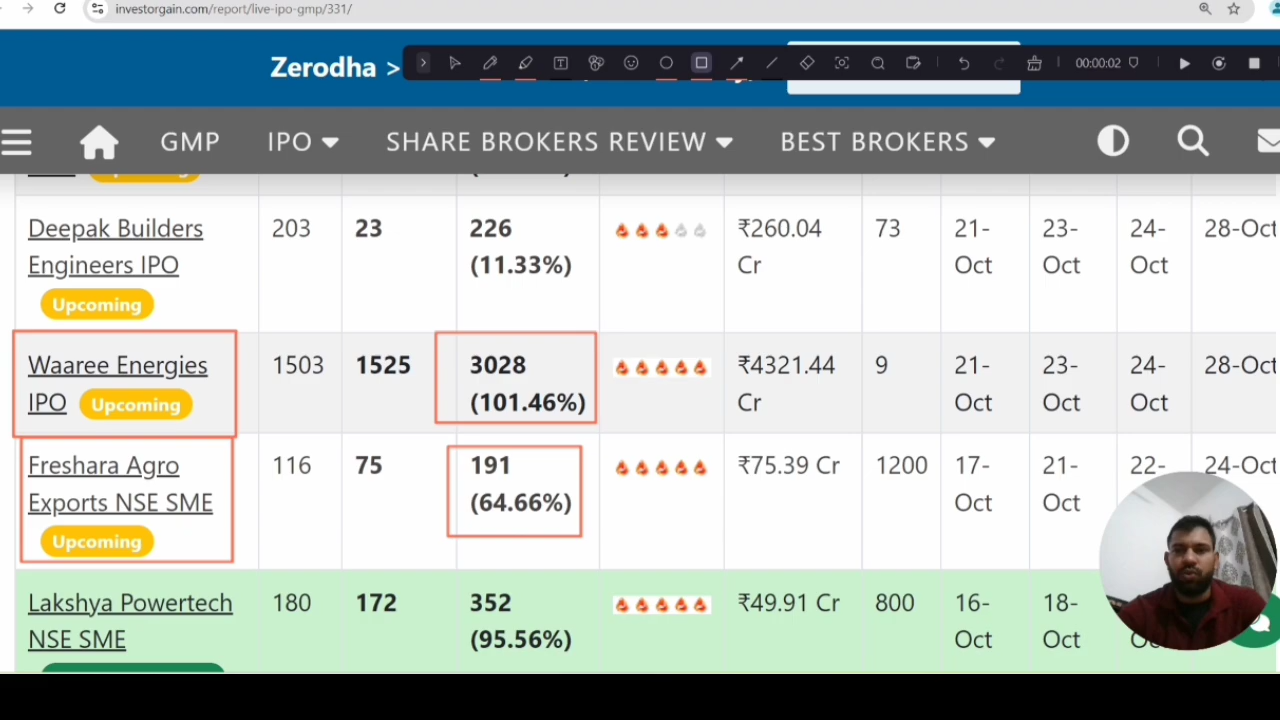 investorgain.com/report/live-ipo-gmp/331/
Zerodha >
00:00:02
GMP IPO SHARE BROKERS REVIEW BEST BROKERS
Deepak Builders 203 23 226 ₹260.04 73 21- 23- 24- 28-Oct
Engineers IPO (11.33%) Cr Oct Oct Oct
Upcoming
Waaree Energies 1503 1525 3028 ₹4321.44 9 21- 23- 24- 28-Oct
IPO Upcoming (101.46%) Cr Oct Oct Oct
Freshara Agro 116 75 191 ₹75.39 Cr 1200 17- 21- 22- 24-Oct
Exports NSE SME (64.66%) Oct Oct
Upcoming
Lakshya Powertech 180 172 352 ₹49.91 Cr 800 16- 18-
NSE SME (95.56%) Oct Oct